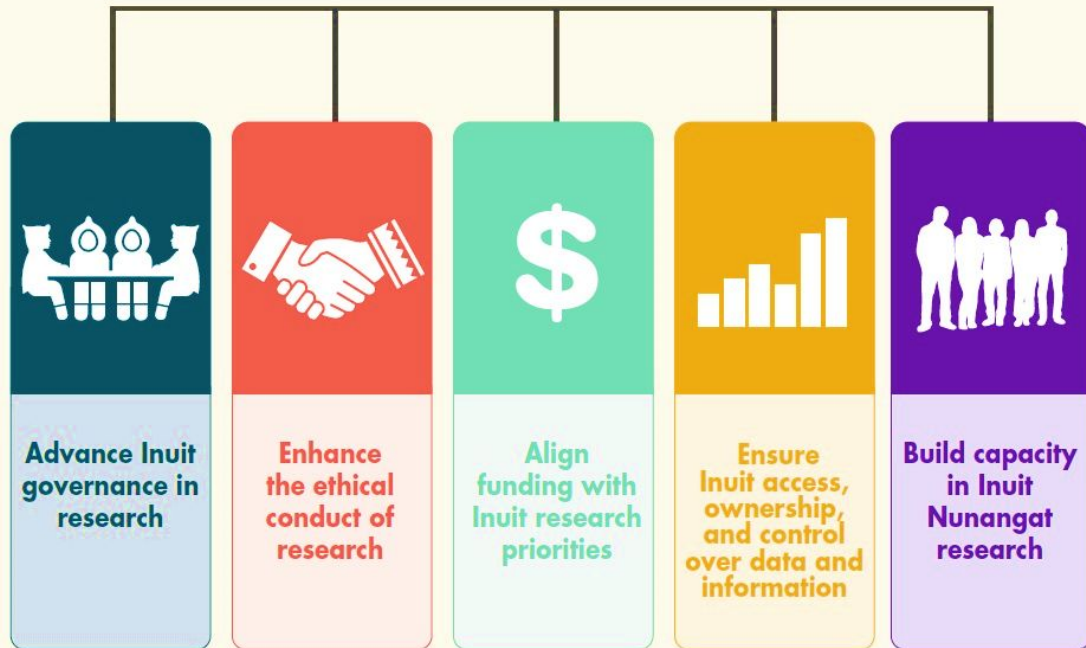 Advance Inuit
governance in
research
Enhance
the ethical
conduct of
research
Align
funding with
Inuit research
priorities
Ensure
Inuit access,
ownership,
and control
over data and
information
Build capacity
in Inuit
Nunangat
research